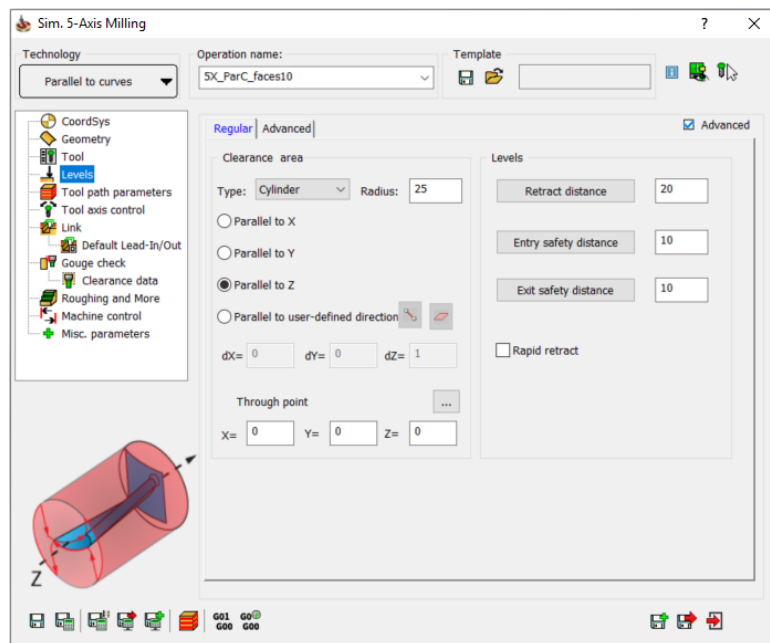 Sim. 5-Axis Milling ?
Technology
Parallel to curves
Operation name:
5X_ParC_faces10
Template
CoordSys
Geometry
Tool
Levels
Tool path parameters
Tool axis control
Link
Default Lead-In/Out
Gouge check
Clearance data
Roughing and More
Machine control
Misc. parameters
Regular Advanced
Advanced
Clearance area
Type: Cylinder Radius: 25
Parallel to X
Parallel to Y
Parallel to Z
Parallel to user-defined direction
dX= 0 dY= 0 dZ= 1
Through point ...
X= 0 Y= 0 Z= 0
Levels
Retract distance 20
Entry safety distance 10
Exit safety distance 10
Rapid retract
Z
G01 G0
G00 G00